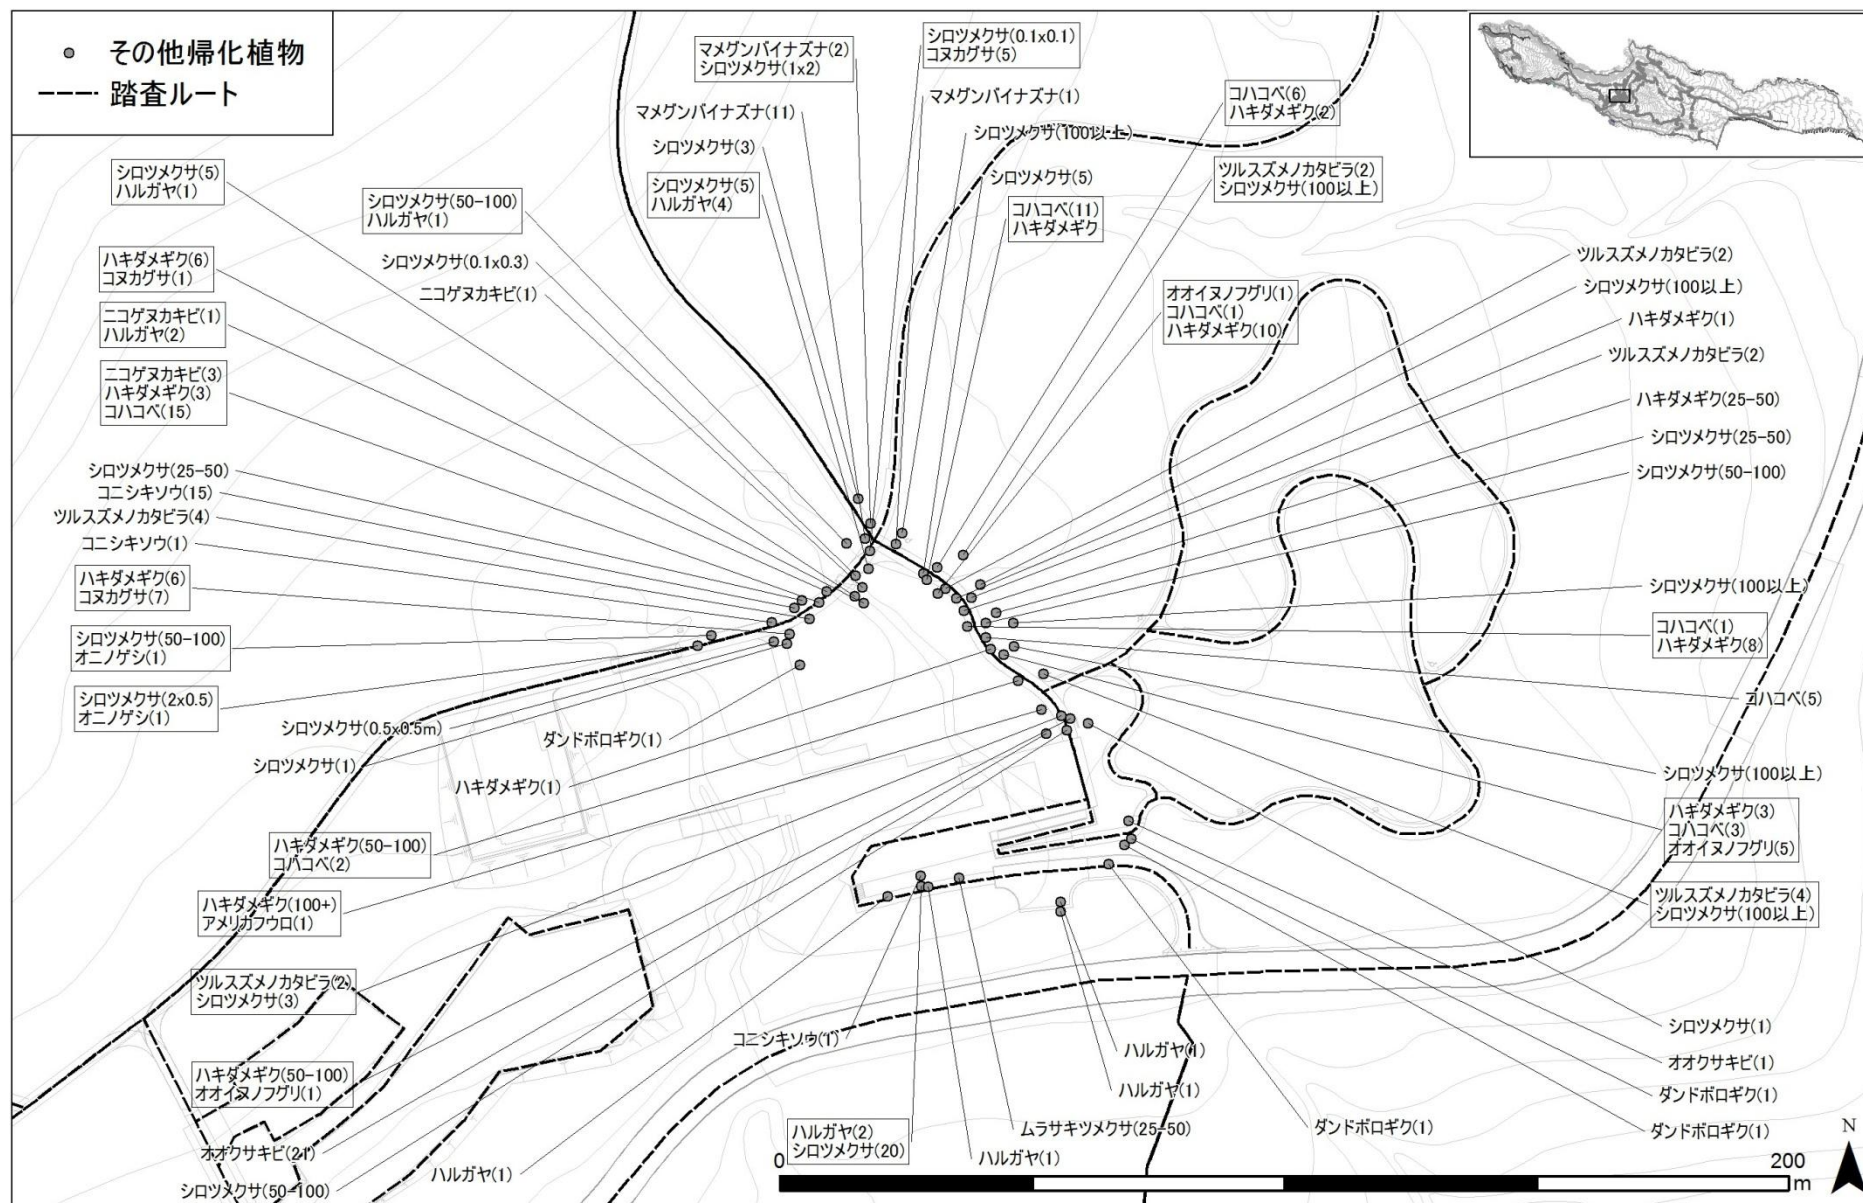 その他帰化植物
踏査ルート
マメグンバイナズナ(2)
シロツメクサ(1x2)
シロツメクサ(0.1x0.1)
コヌカグサ(5)
マメグンバイナズナ(11)
マメグンバイナズナ(1)
コハコベ(6)
ハキダメギク(2)
シロツメクサ(3)
シロツメクサ(100以上)
シロツメクサ(5)
ハルガヤ(1)
シロツメクサ(50-100)
ハルガヤ(1)
シロツメクサ(5)
ハルガヤ(4)
シロツメクサ(5)
ツルスズメノカタビラ(2)
シロツメクサ(100以上)
コハコベ(11)
ハキダメギク
ハキダメギク(6)
コヌカグサ(1)
シロツメクサ(0.1x0.3)
ニコゲヌカキビ(1)
ツルスズメノカタビラ(2)
シロツメクサ(100以上)
オオイヌノフグリ(1)
コハコベ(1)
ハキダメギク(10)
ニコゲヌカキビ(1)
ハルガヤ(2)
ハキダメギク(1)
ツルスズメノカタビラ(2)
ニコゲヌカキビ(3)
ハキダメギク(3)
コハコベ(15)
ハキダメギク(25-50)
シロツメクサ(25-50)
シロツメクサ(50-100)
シロツメクサ(25-50)
コニシキソウ(15)
ツルスズメノカタビラ(4)
コニシキソウ(1)
ハキダメギク(6)
コヌカグサ(7)
シロツメクサ(100以上)
シロツメクサ(50-100)
オニノゲシ(1)
コハコベ(1)
ハキダメギク(8)
シロツメクサ(2x0.5)
オニノゲシ(1)
コハコベ(5)
シロツメクサ(0.5x0.5m)
ダンドボロギク(1)
シロツメクサ(1)
ハキダメギク(1)
シロツメクサ(100以上)
ハキダメギク(3)
コハコベ(3)
オオイヌノフグリ(5)
ハキダメギク(50-100)
コハコベ(2)
ハキダメギク(100+)
アメリカフウロ(1)
ツルスズメノカタビラ(4)
シロツメクサ(100以上)
ツルスズメノカタビラ(2)
シロツメクサ(3)
シロツメクサ(1)
コニシキソウ(1)
ハルガヤ(1)
オオクサキビ(1)
ハキダメギク(50-100)
オオイヌノフグリ(1)
ハルガヤ(1)
ダンドボロギク(1)
ハルガヤ(2)
シロツメクサ(20)
ムラサキツメクサ(25-50)
ダンドボロギク(1)
ダンドボロギク(1)
オオクサキビ(21)
ハルガヤ(1)
ハルガヤ(1)
シロツメクサ(50-100)
N
0
200
m